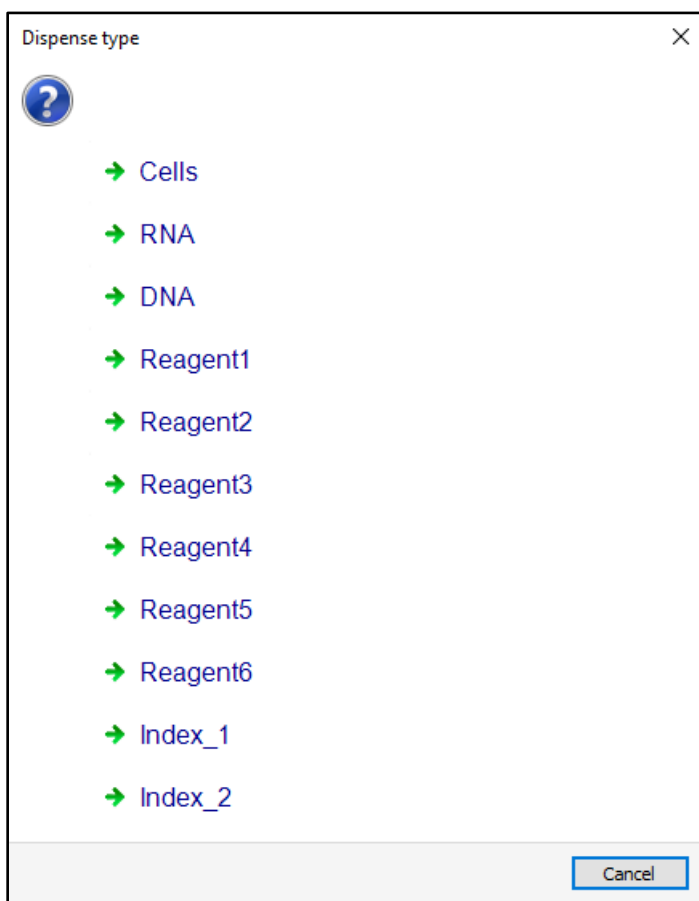 Dispense type
Cells
RNA
DNA
Reagent1
Reagent2
Reagent3
Reagent4
Reagent5
Reagent6
Index_1
Index_2
Cancel